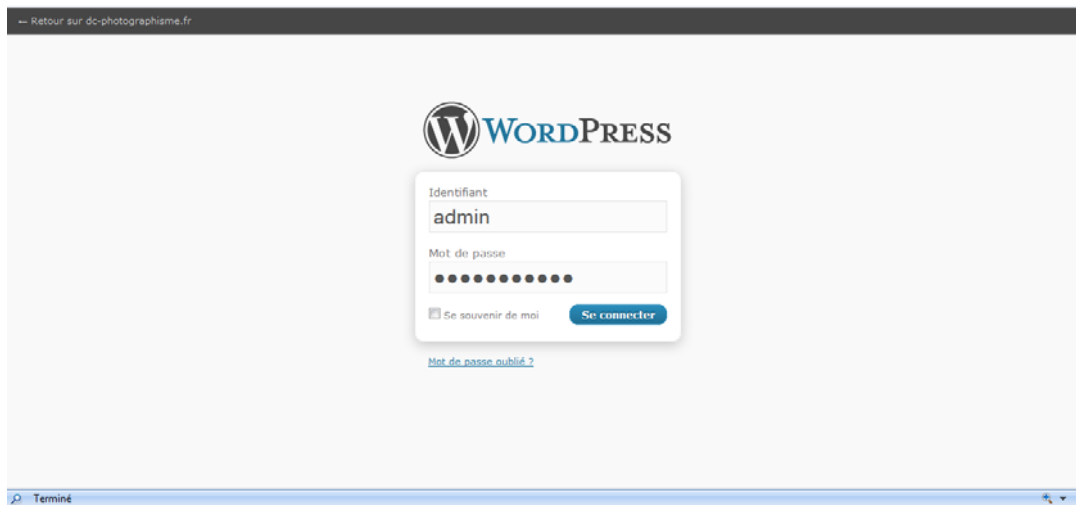 ← Retour sur dc-photographisme.fr
WORDPRESS
Identifiant
admin
Mot de passe
●●●●●●●●●●●
Se souvenir de moi
Se connecter
Mot de passe oublié ?
Terminé